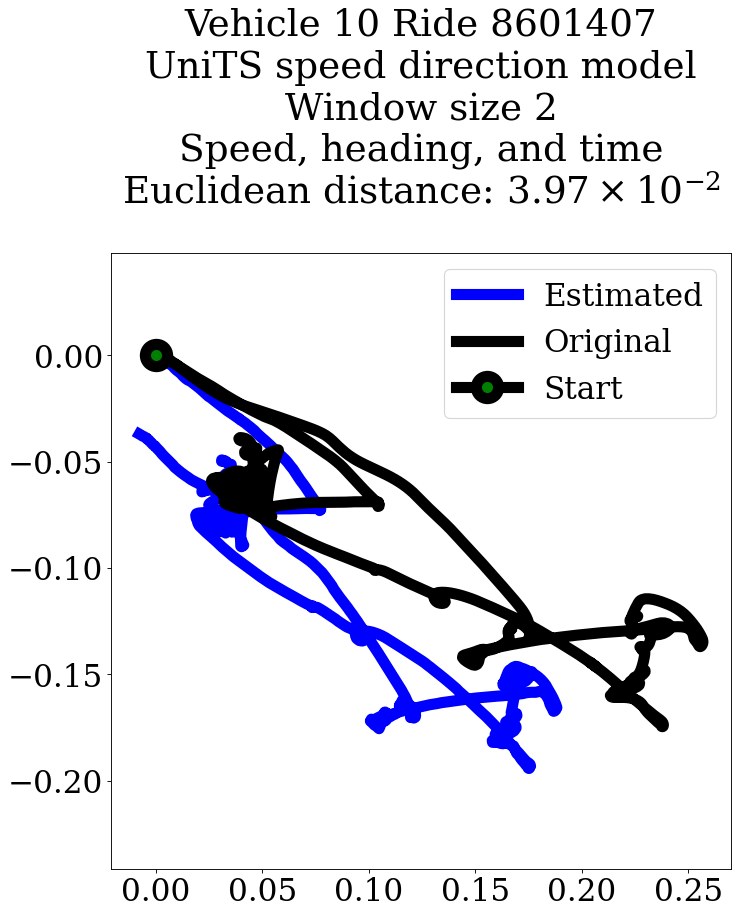 Vehicle 10 Ride 8601407
UniTS speed direction model
Window size 2
Speed, heading, and time
Euclidean distance: 3.97 × 10⁻²
Estimated
Original
Start
0.00
−0.05
−0.10
−0.15
−0.20
0.00 0.05 0.10 0.15 0.20 0.25